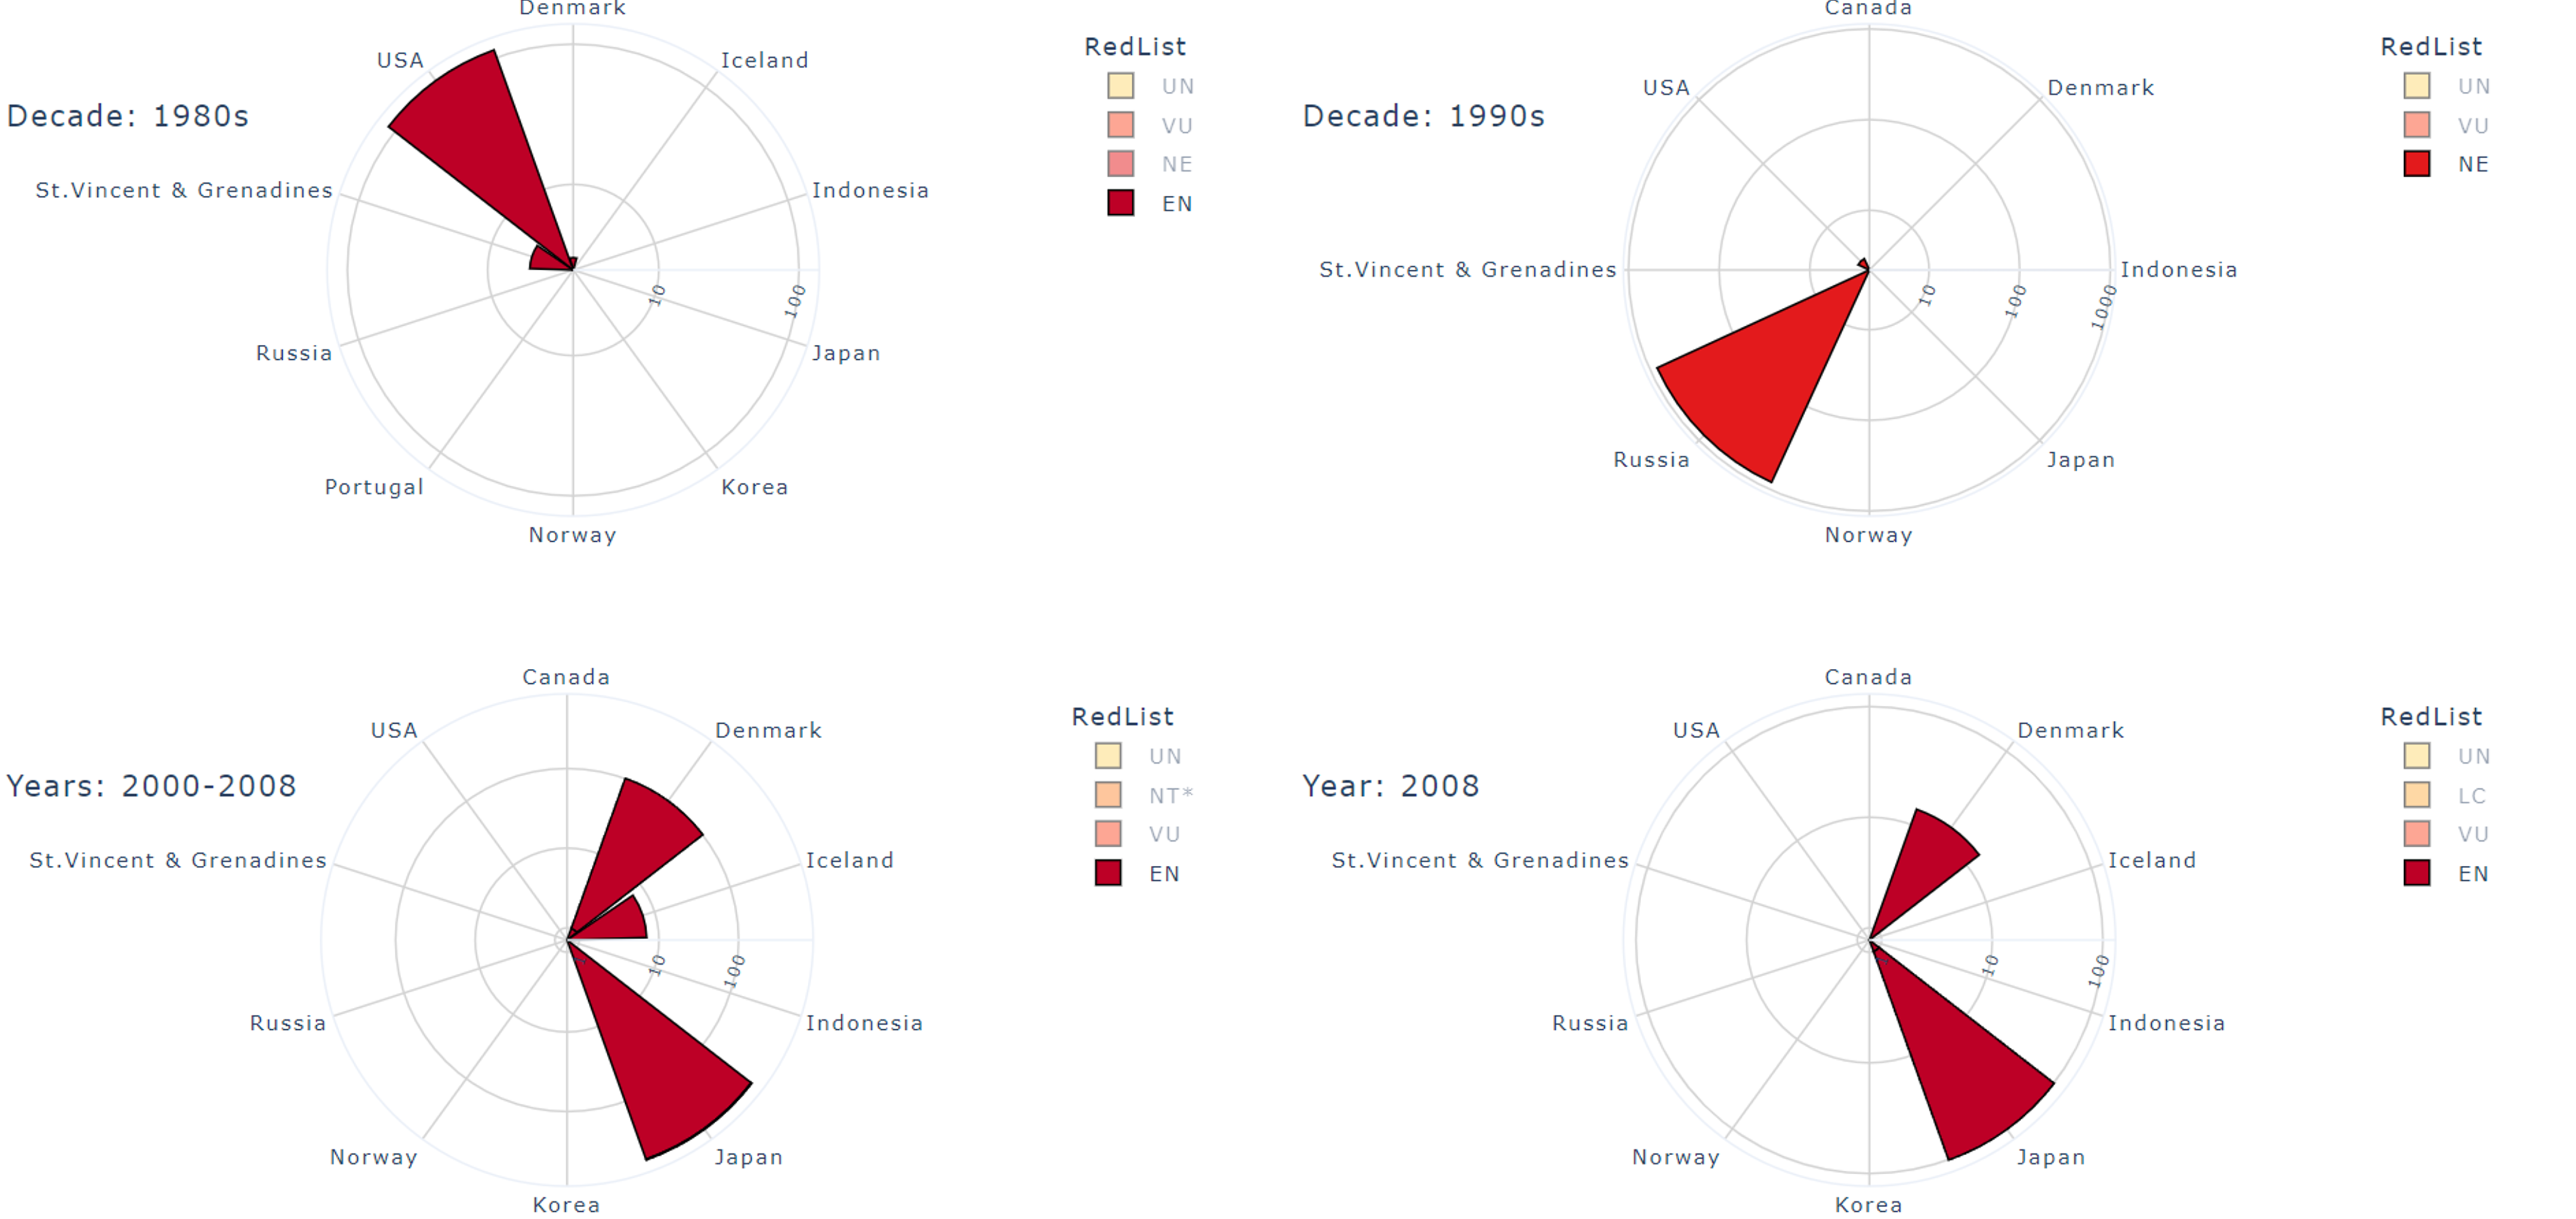 Denmark
USA
Iceland
Decade: 1980s
St.Vincent & Grenadines
Indonesia
10
100
Russia
Japan
Portugal
Korea
Norway
RedList
UN
VU
NE
EN
Canada
USA
Denmark
Decade: 1990s
St.Vincent & Grenadines
Indonesia
10
100
1000
Russia
Japan
Norway
RedList
UN
VU
NE
Canada
USA
Denmark
Years: 2000-2008
St.Vincent & Grenadines
Iceland
10
100
Russia
Indonesia
Norway
Japan
Korea
RedList
UN
NT*
VU
EN
Canada
USA
Denmark
Year: 2008
St.Vincent & Grenadines
Iceland
10
100
Russia
Indonesia
Norway
Japan
Korea
RedList
UN
LC
VU
EN